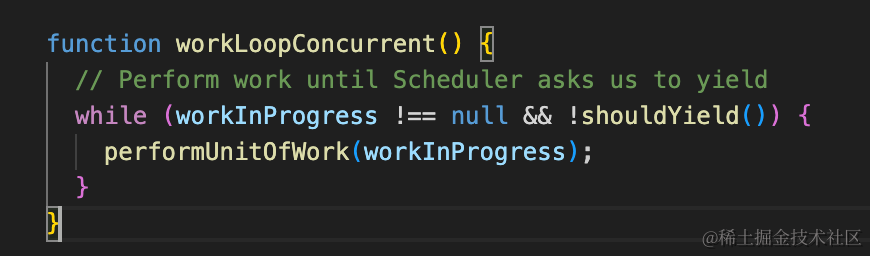 function workLoopConcurrent() {
  // Perform work until Scheduler asks us to yield
  while (workInProgress !== null && !shouldYield()) {
    performUnitOfWork(workInProgress);
  }
}
@稀土掘金技术社区